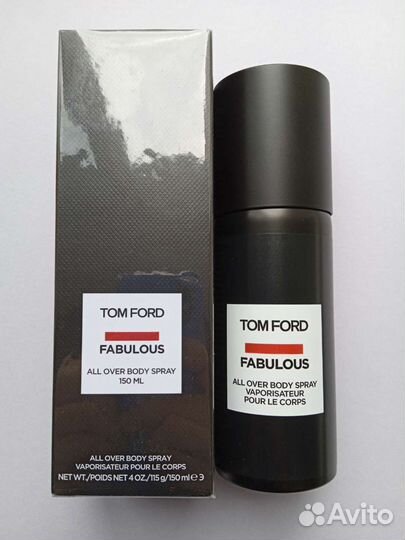 TOM FORD
FABULOUS
ALL OVER BODY SPRAY
150 ML
ALL OVER BODY SPRAY
VAPORISATEUR POUR LE CORPS
NET WT./POIDS NET 4 OZ./115 g/150 ml ℮ Э
TOM FORD
FABULOUS
ALL OVER BODY SPRAY
VAPORISATEUR
POUR LE CORPS
Avito